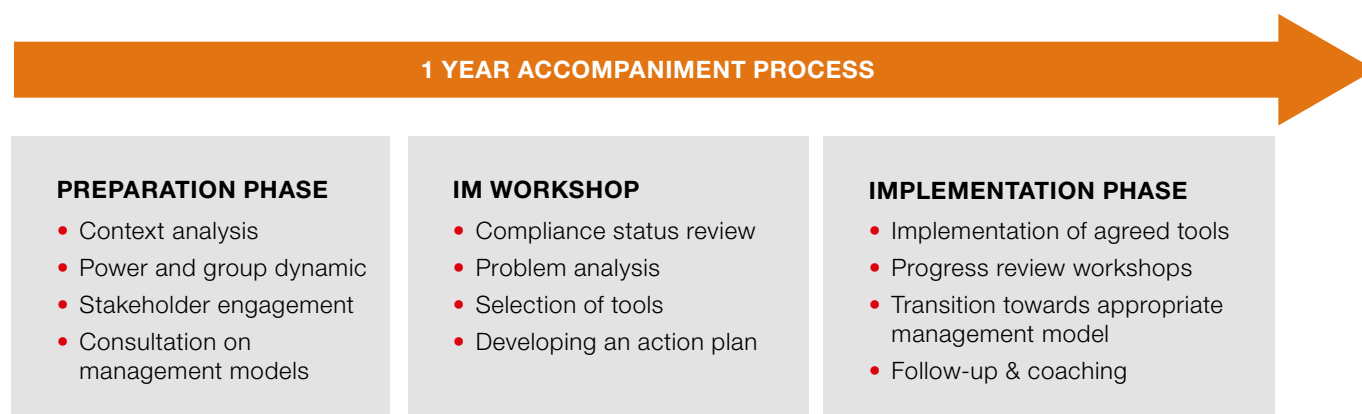 1 YEAR ACCOMPANIMENT PROCESS
PREPARATION PHASE
• Context analysis
• Power and group dynamic
• Stakeholder engagement
• Consultation on
management models
IM WORKSHOP
• Compliance status review
• Problem analysis
• Selection of tools
• Developing an action plan
IMPLEMENTATION PHASE
• Implementation of agreed tools
• Progress review workshops
• Transition towards appropriate
management model
• Follow-up & coaching